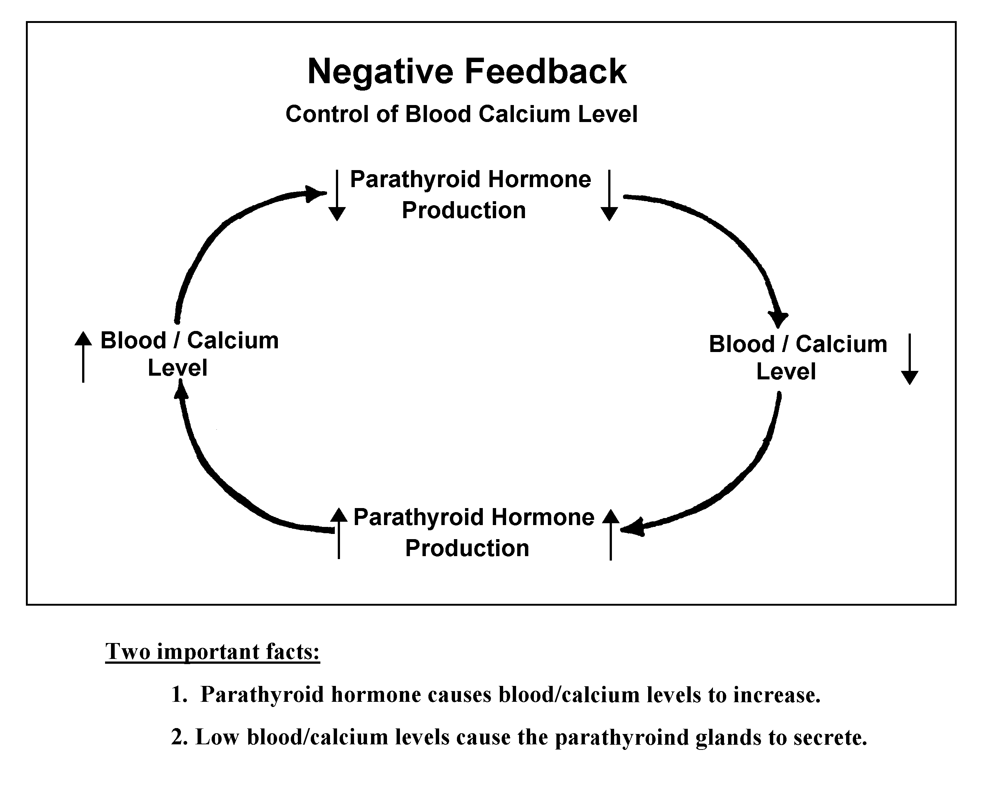 Negative Feedback
Control of Blood Calcium Level
Parathyroid Hormone
Production
Blood / Calcium
Level
Blood / Calcium
Level
Parathyroid Hormone
Production
Two important facts:
1. Parathyroid hormone causes blood/calcium levels to increase.
2. Low blood/calcium levels cause the parathyroind glands to secrete.